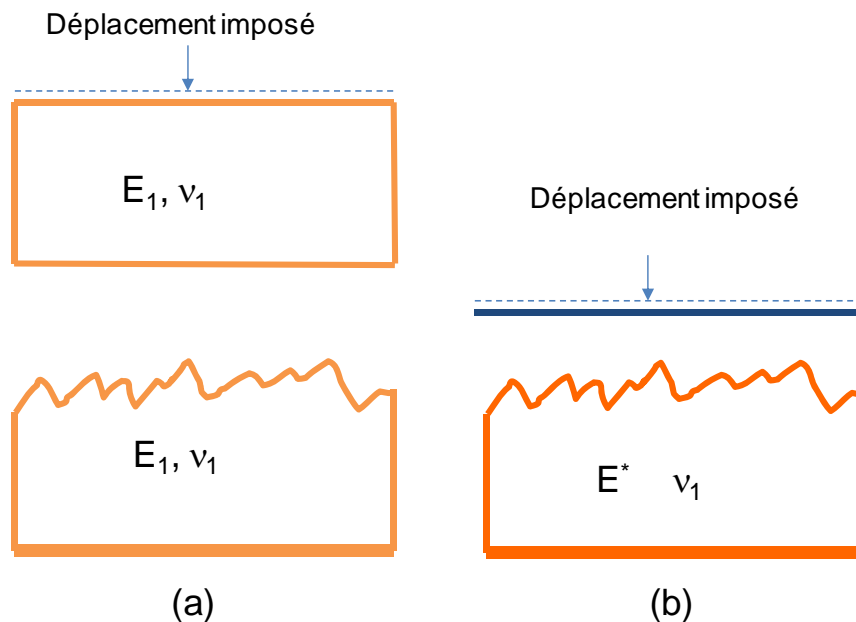 Déplacement imposé
E₁, ν₁
E₁, ν₁
(a)
Déplacement imposé
E* ν₁
(b)